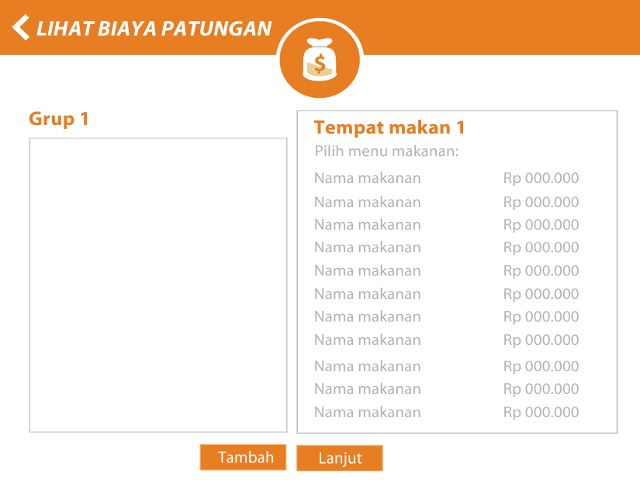 LIHAT BIAYA PATUNGAN
$
Grup 1
Tempat makan 1
Pilih menu makanan:
Nama makanan Rp 000.000
Nama makanan Rp 000.000
Nama makanan Rp 000.000
Nama makanan Rp 000.000
Nama makanan Rp 000.000
Nama makanan Rp 000.000
Nama makanan Rp 000.000
Nama makanan Rp 000.000
Nama makanan Rp 000.000
Nama makanan Rp 000.000
Nama makanan Rp 000.000
Tambah
Lanjut